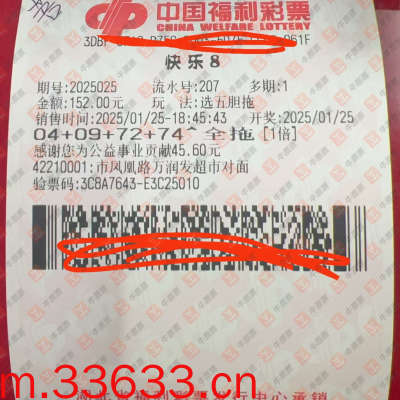 中国福利彩票
CHINA WELFARE LOTTERY
快乐8
期号:2025025 流水号:207 多期:1
金额:152.00元 玩 法:选五胆拖
销售时间:2025/01/25-18:45:43 开奖:2025/01/25
04+09+72+74^全拖[1倍]
感谢您为公益事业贡献45.60元
42210001:市凤凰路万润发超市对面
验票码:3C8A7643-E3C25010
m.33633.cn